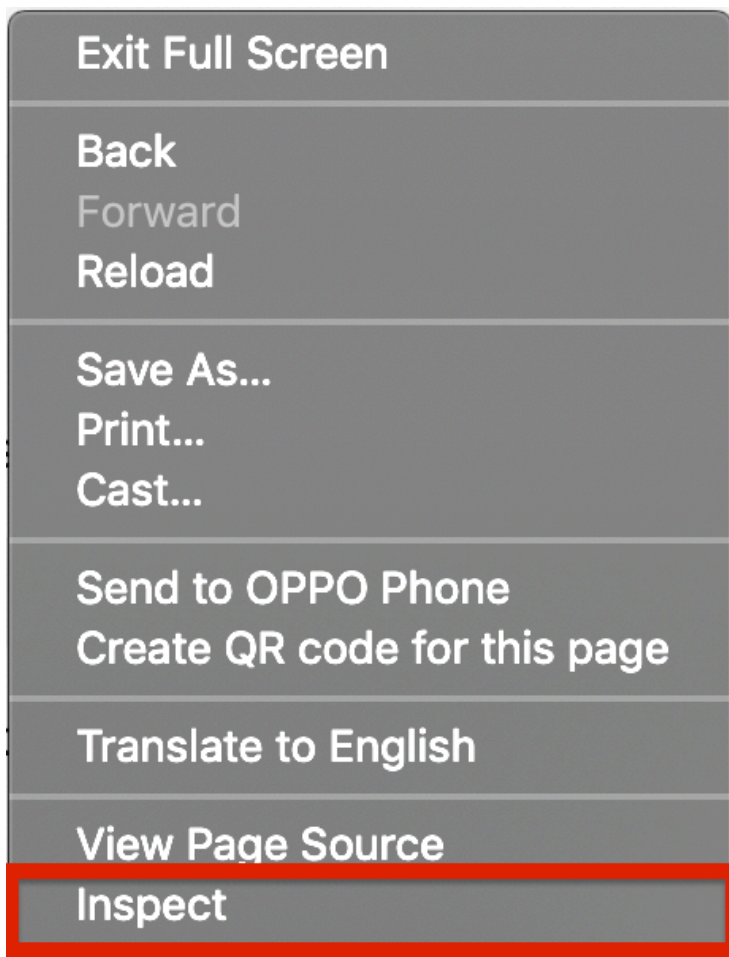 Exit Full Screen
Back
Forward
Reload
Save As...
Print...
Cast...
Send to OPPO Phone
Create QR code for this page
Translate to English
View Page Source
Inspect